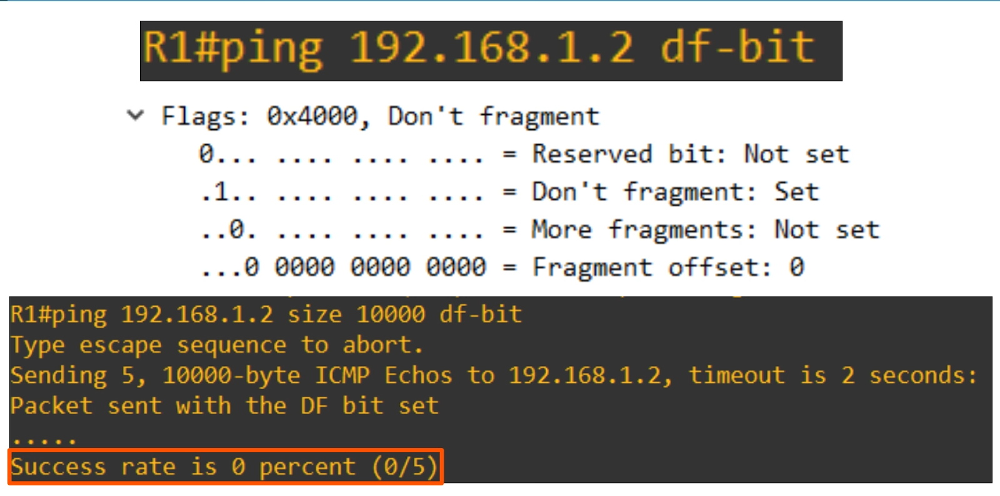 R1#ping 192.168.1.2 df-bit
Flags: 0x4000, Don't fragment
0... .... .... .... = Reserved bit: Not set
.1.. .... .... .... = Don't fragment: Set
..0. .... .... .... = More fragments: Not set
...0 0000 0000 0000 = Fragment offset: 0
R1#ping 192.168.1.2 size 10000 df-bit
Type escape sequence to abort.
Sending 5, 10000-byte ICMP Echos to 192.168.1.2, timeout is 2 seconds:
Packet sent with the DF bit set
.....
Success rate is 0 percent (0/5)